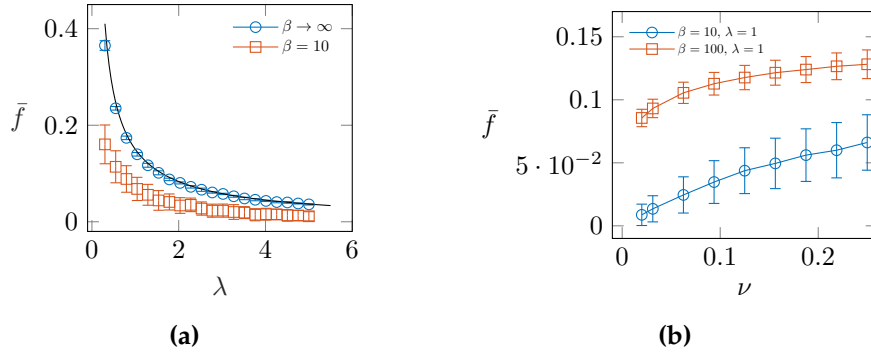 0.4
0.2
0
f̄
β → ∞
β = 10
0 2 4 6
λ
(a)
0.15
0.1
5 · 10⁻²
0
f̄
β = 10, λ = 1
β = 100, λ = 1
0 0.1 0.2
ν
(b)